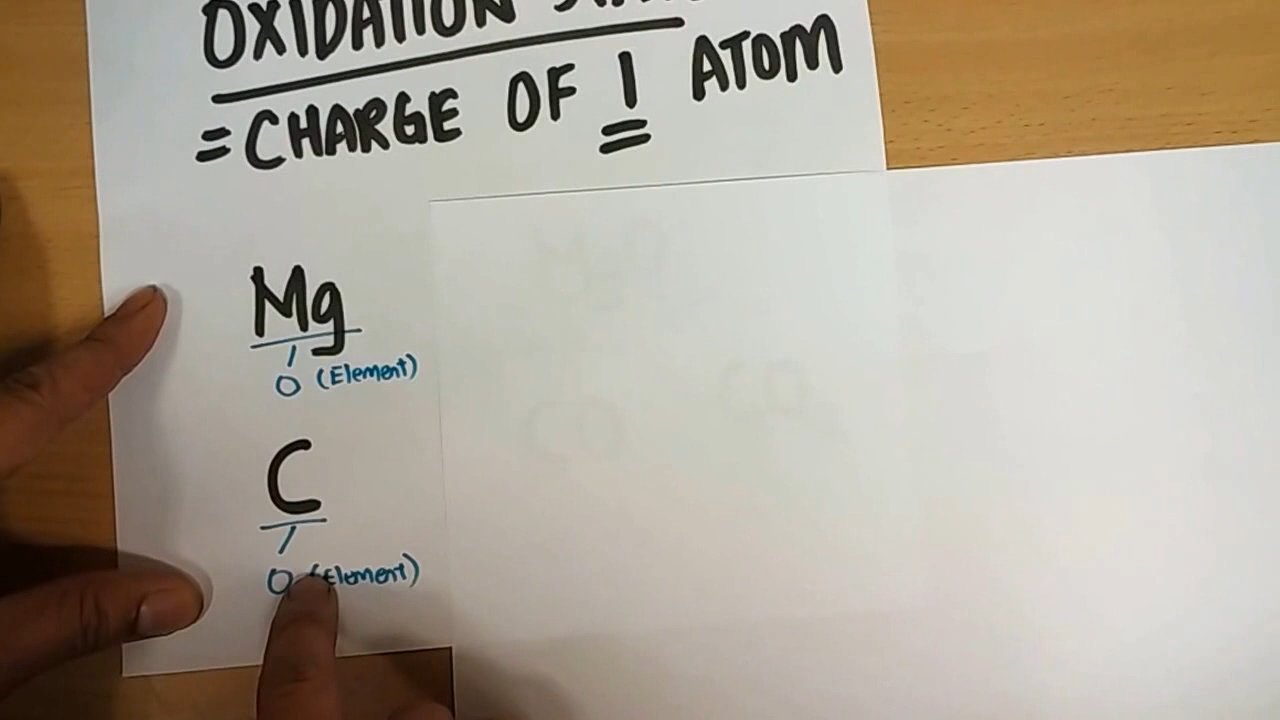 OXIDATION
= CHARGE OF 1 ATOM
Mg
0 (Element)
C
0 (Element)